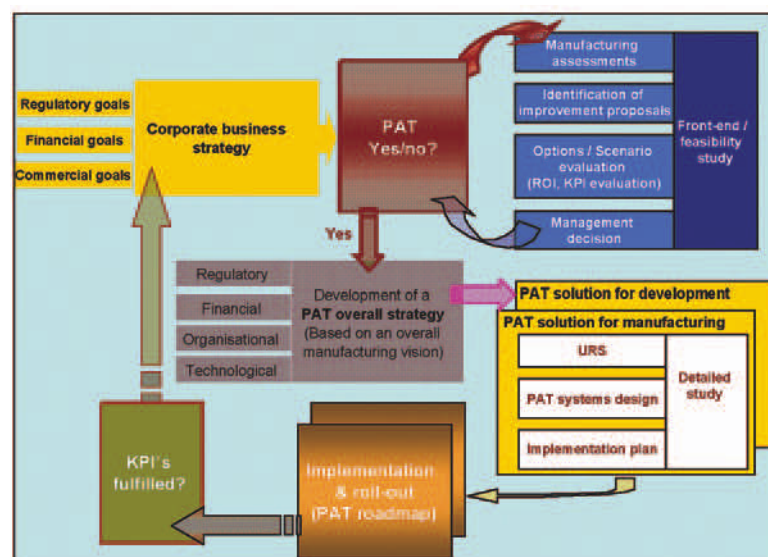 Regulatory goals
Financial goals
Commercial goals
Corporate business
strategy
PAT
Yes/no?
Manufacturing
assessments
Identification of
improvement proposals
Options / Scenario
evaluation
(ROI, KPI evaluation)
Management
decision
Front-end /
feasibility
study
Yes
Regulatory
Financial
Organisational
Technological
Development of a
PAT overall strategy
(Based on an overall
manufacturing vision)
PAT solution for development
PAT solution for manufacturing
URS
PAT systems design
Implementation plan
Detailed
study
Implementation
& roll-out
(PAT roadmap)
KPI's
fulfilled?